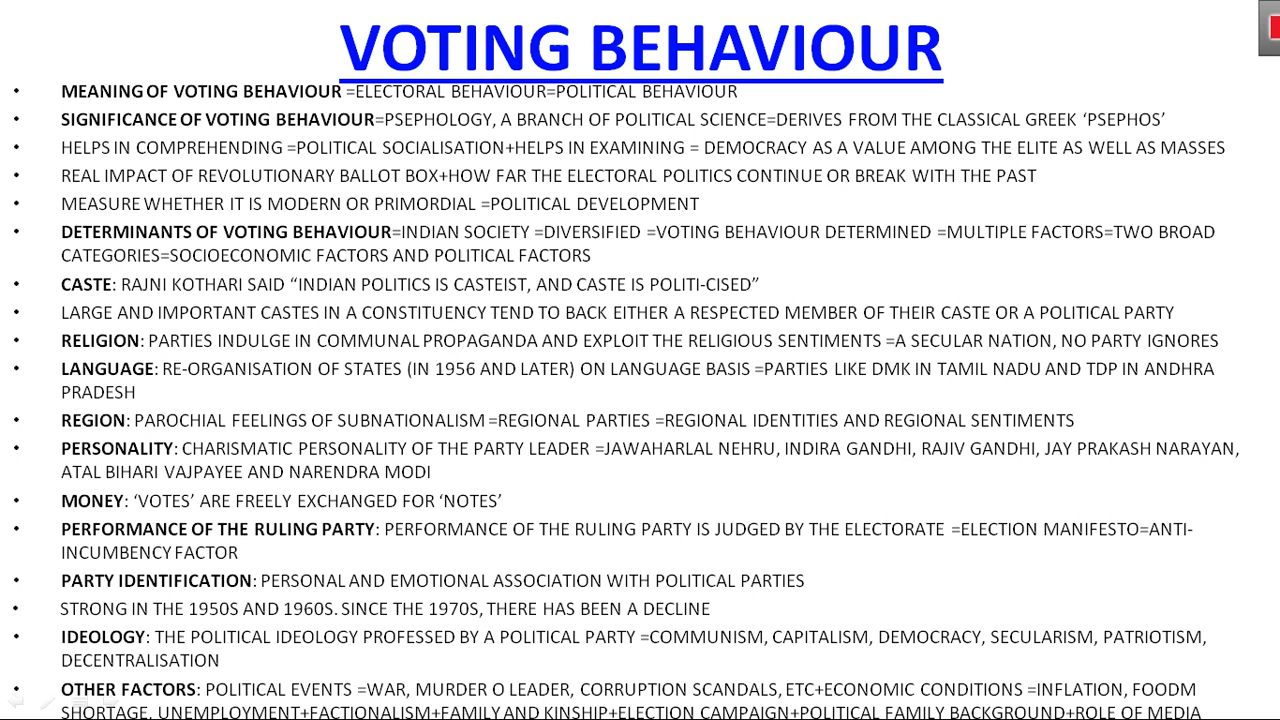 VOTING BEHAVIOUR
• MEANING OF VOTING BEHAVIOUR =ELECTORAL BEHAVIOUR=POLITICAL BEHAVIOUR
• SIGNIFICANCE OF VOTING BEHAVIOUR=PSEPHOLOGY, A BRANCH OF POLITICAL SCIENCE=DERIVES FROM THE CLASSICAL GREEK ‘PSEPHOS’
• HELPS IN COMPREHENDING =POLITICAL SOCIALISATION+HELPS IN EXAMINING = DEMOCRACY AS A VALUE AMONG THE ELITE AS WELL AS MASSES
• REAL IMPACT OF REVOLUTIONARY BALLOT BOX+HOW FAR THE ELECTORAL POLITICS CONTINUE OR BREAK WITH THE PAST
• MEASURE WHETHER IT IS MODERN OR PRIMORDIAL =POLITICAL DEVELOPMENT
• DETERMINANTS OF VOTING BEHAVIOUR=INDIAN SOCIETY =DIVERSIFIED =VOTING BEHAVIOUR DETERMINED =MULTIPLE FACTORS=TWO BROAD
CATEGORIES=SOCIOECONOMIC FACTORS AND POLITICAL FACTORS
• CASTE: RAJNI KOTHARI SAID “INDIAN POLITICS IS CASTEIST, AND CASTE IS POLITI-CISED”
• LARGE AND IMPORTANT CASTES IN A CONSTITUENCY TEND TO BACK EITHER A RESPECTED MEMBER OF THEIR CASTE OR A POLITICAL PARTY
• RELIGION: PARTIES INDULGE IN COMMUNAL PROPAGANDA AND EXPLOIT THE RELIGIOUS SENTIMENTS =A SECULAR NATION, NO PARTY IGNORES
• LANGUAGE: RE-ORGANISATION OF STATES (IN 1956 AND LATER) ON LANGUAGE BASIS =PARTIES LIKE DMK IN TAMIL NADU AND TDP IN ANDHRA
PRADESH
• REGION: PAROCHIAL FEELINGS OF SUBNATIONALISM =REGIONAL PARTIES =REGIONAL IDENTITIES AND REGIONAL SENTIMENTS
• PERSONALITY: CHARISMATIC PERSONALITY OF THE PARTY LEADER =JAWAHARLAL NEHRU, INDIRA GANDHI, RAJIV GANDHI, JAY PRAKASH NARAYAN,
ATAL BIHARI VAJPAYEE AND NARENDRA MODI
• MONEY: ‘VOTES’ ARE FREELY EXCHANGED FOR ‘NOTES’
• PERFORMANCE OF THE RULING PARTY: PERFORMANCE OF THE RULING PARTY IS JUDGED BY THE ELECTORATE =ELECTION MANIFESTO=ANTI-
INCUMBENCY FACTOR
• PARTY IDENTIFICATION: PERSONAL AND EMOTIONAL ASSOCIATION WITH POLITICAL PARTIES
• STRONG IN THE 1950S AND 1960S. SINCE THE 1970S, THERE HAS BEEN A DECLINE
• IDEOLOGY: THE POLITICAL IDEOLOGY PROFESSED BY A POLITICAL PARTY =COMMUNISM, CAPITALISM, DEMOCRACY, SECULARISM, PATRIOTISM,
DECENTRALISATION
• OTHER FACTORS: POLITICAL EVENTS =WAR, MURDER O LEADER, CORRUPTION SCANDALS, ETC+ECONOMIC CONDITIONS =INFLATION, FOODM
SHORTAGE, UNEMPLOYMENT+FACTIONALISM+FAMILY AND KINSHIP+ELECTION CAMPAIGN+POLITICAL FAMILY BACKGROUND+ROLE OF MEDIA